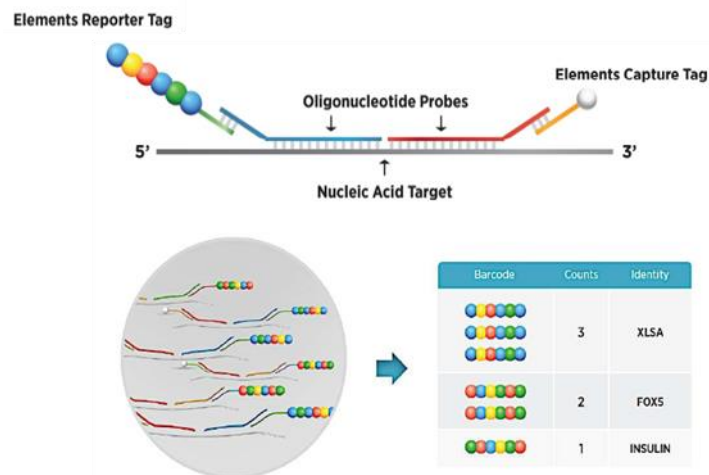 Elements Reporter Tag
Elements Capture Tag
Oligonucleotide Probes
5’
3’
Nucleic Acid Target
Barcode Counts Identity
3 XLSA
2 FOX5
1 INSULIN